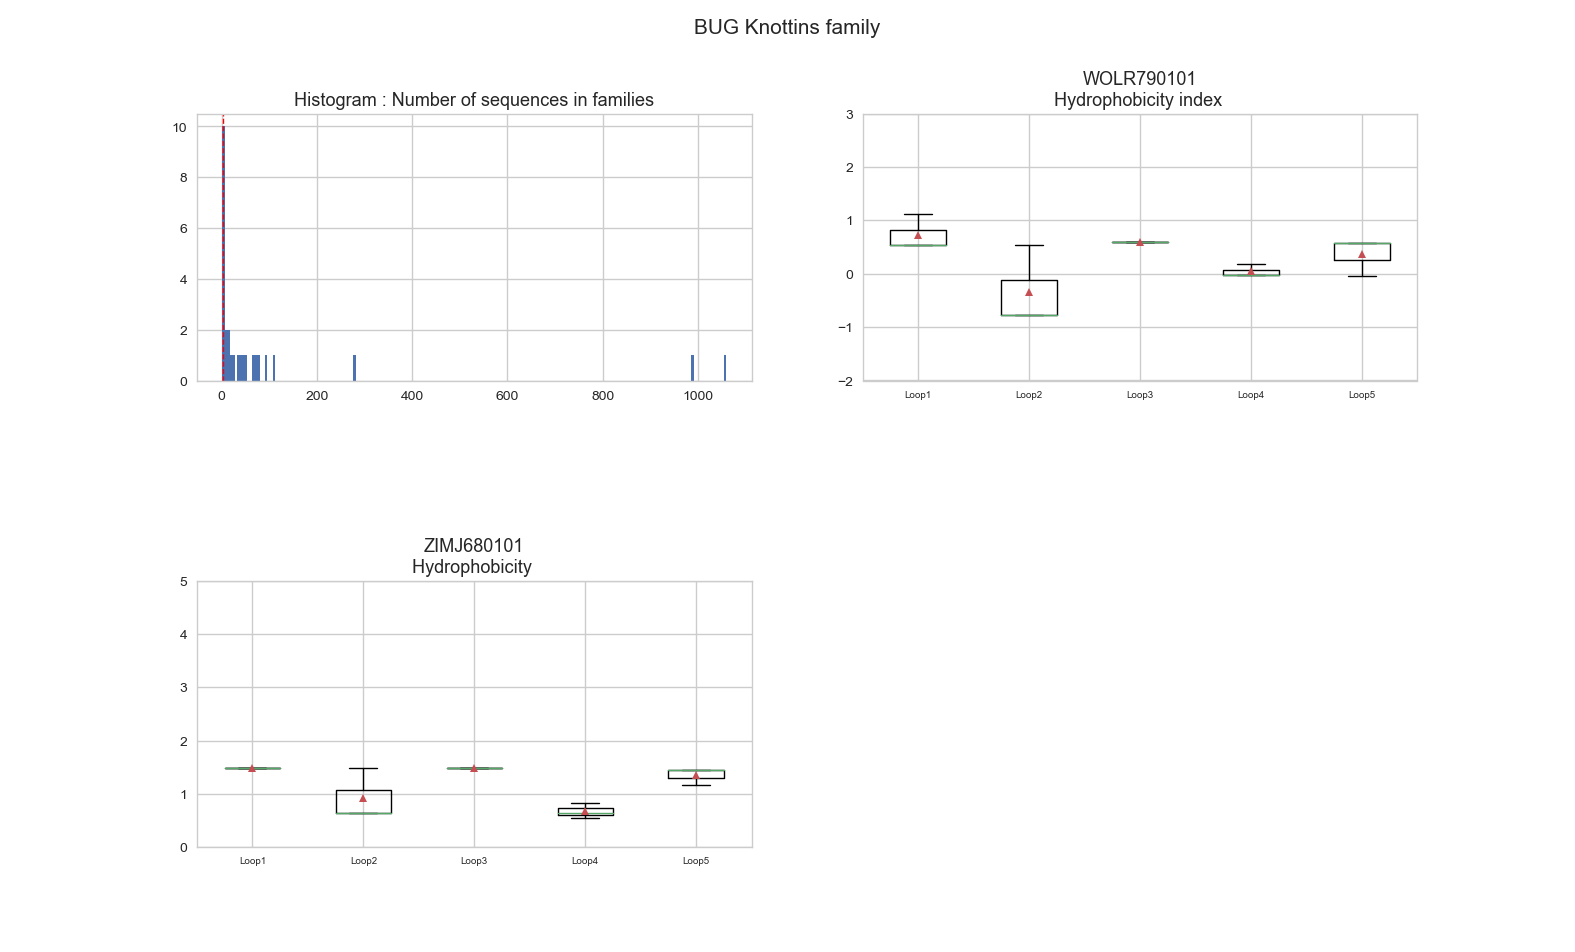 BUG Knottins family
Histogram : Number of sequences in families
10
8
6
4
2
0
0 200 400 600 800 1000
WOLR790101
Hydrophobicity index
3
2
1
0
−1
−2
Loop1 Loop2 Loop3 Loop4 Loop5
ZIMJ680101
Hydrophobicity
5
4
3
2
1
0
Loop1 Loop2 Loop3 Loop4 Loop5